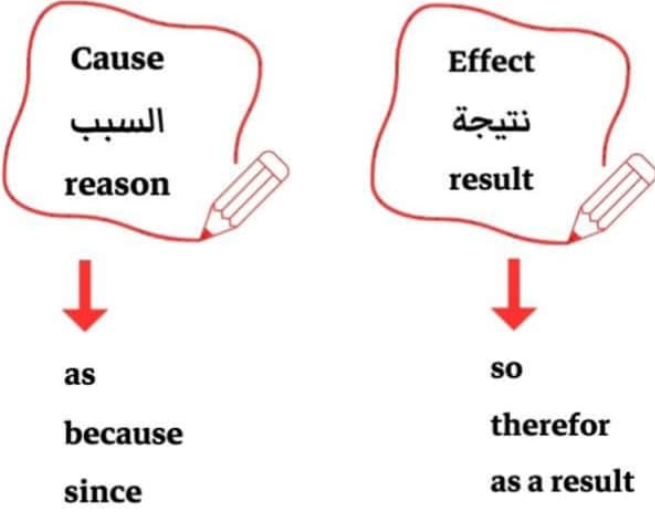 Cause
السبب
reason
as
because
since
Effect
نتيجة
result
so
therefor
as a result